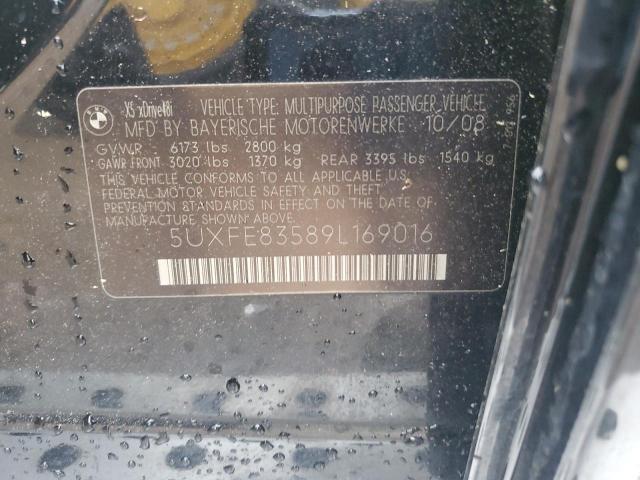 BMW
X5 xDrive48i VEHICLE TYPE: MULTIPURPOSE PASSENGER VEHICLE
MFD BY BAYERISCHE MOTORENWERKE 10/08
GVWR 6173 lbs 2800 kg
GAWR FRONT 3020 lbs 1370 kg REAR 3395 lbs 1540 kg
THIS VEHICLE CONFORMS TO ALL APPLICABLE U.S.
FEDERAL MOTOR VEHICLE SAFETY AND THEFT
PREVENTION STANDARDS IN EFFECT ON THE DATE OF
MANUFACTURE SHOWN ABOVE.
5UXFE83589L169016